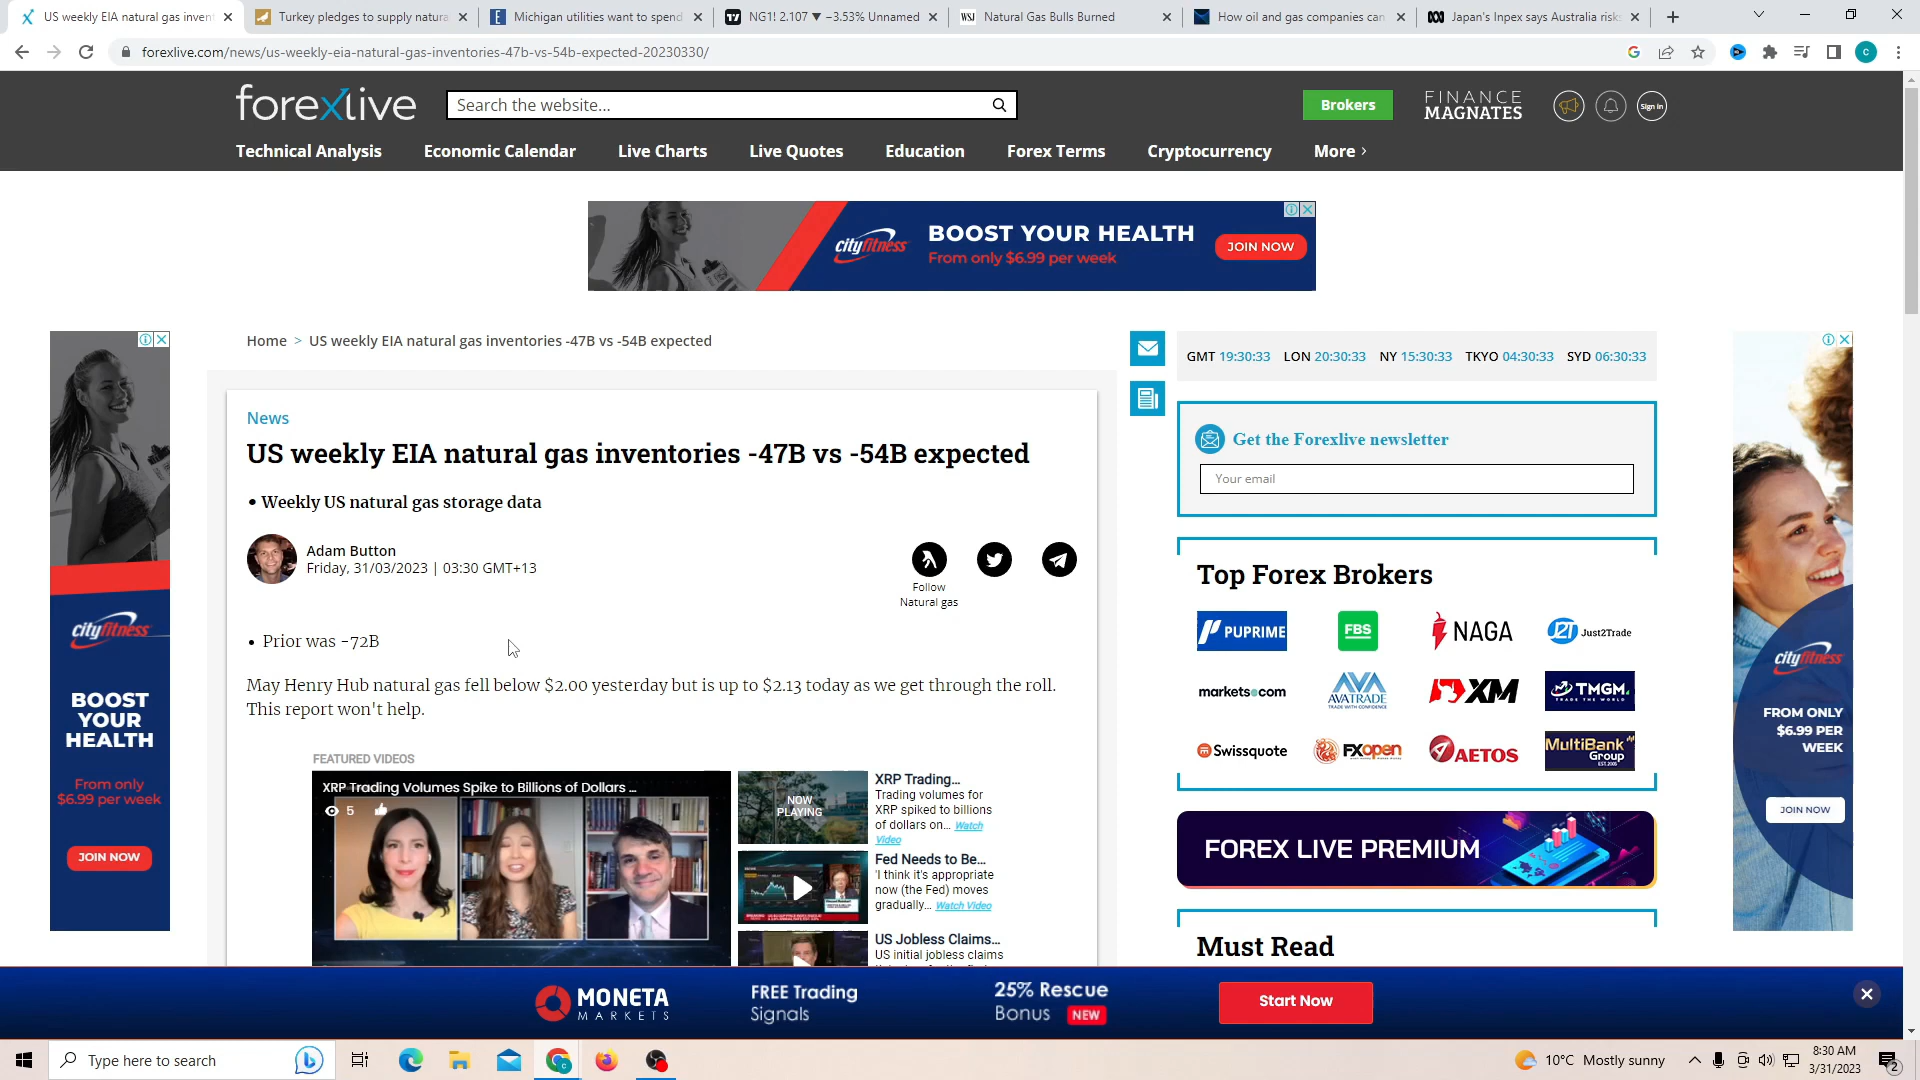 US weekly EIA natural gas invent
Turkey pledges to supply natura
Michigan utilities want to spend
NG1! 2.107 ▼ −3.53% Unnamed
Natural Gas Bulls Burned
How oil and gas companies can
Japan's Inpex says Australia risks
forexlive.com/news/us-weekly-eia-natural-gas-inventories-47b-vs-54b-expected-20230330/
forexlive
Search the website...
Brokers
FINANCE
MAGNATES
Sign in
Technical Analysis
Economic Calendar
Live Charts
Live Quotes
Education
Forex Terms
Cryptocurrency
More ›
cityfitness
BOOST YOUR HEALTH
From only $6.99 per week
JOIN NOW
Home > US weekly EIA natural gas inventories -47B vs -54B expected
GMT 19:30:33 LON 20:30:33 NY 15:30:33 TKYO 04:30:33 SYD 06:30:33
News
US weekly EIA natural gas inventories -47B vs -54B expected
• Weekly US natural gas storage data
Adam Button
Friday, 31/03/2023 | 03:30 GMT+13
Follow
Natural gas
• Prior was -72B
May Henry Hub natural gas fell below $2.00 yesterday but is up to $2.13 today as we get through the roll.
This report won't help.
FEATURED VIDEOS
XRP Trading Volumes Spike to Billions of Dollars ...
5
NOW
PLAYING
XRP Trading...
Trading volumes for
XRP spiked to billions
of dollars on... Watch
Video
Fed Needs to Be...
'I think it's appropriate
now (the Fed) moves
gradually... Watch Video
US Jobless Claims...
US initial jobless claims
Get the Forexlive newsletter
Your email
Top Forex Brokers
PUPRIME
FBS
NAGA
Just2Trade
markets.com
AVA
AVATRADE
TRADE WITH CONFIDENCE
XM
TMGM
TRADE THE WORLD
Swissquote
FXOPEN
AETOS
MultiBank
Group
FOREX LIVE PREMIUM
Must Read
cityfitness
BOOST
YOUR
HEALTH
From only
$6.99 per week
JOIN NOW
cityfitness
FROM ONLY
$6.99 PER
WEEK
JOIN NOW
MONETA
MARKETS
FREE Trading
Signals
25% Rescue
Bonus NEW
Start Now
Type here to search
10°C Mostly sunny
8:30 AM
3/31/2023
2